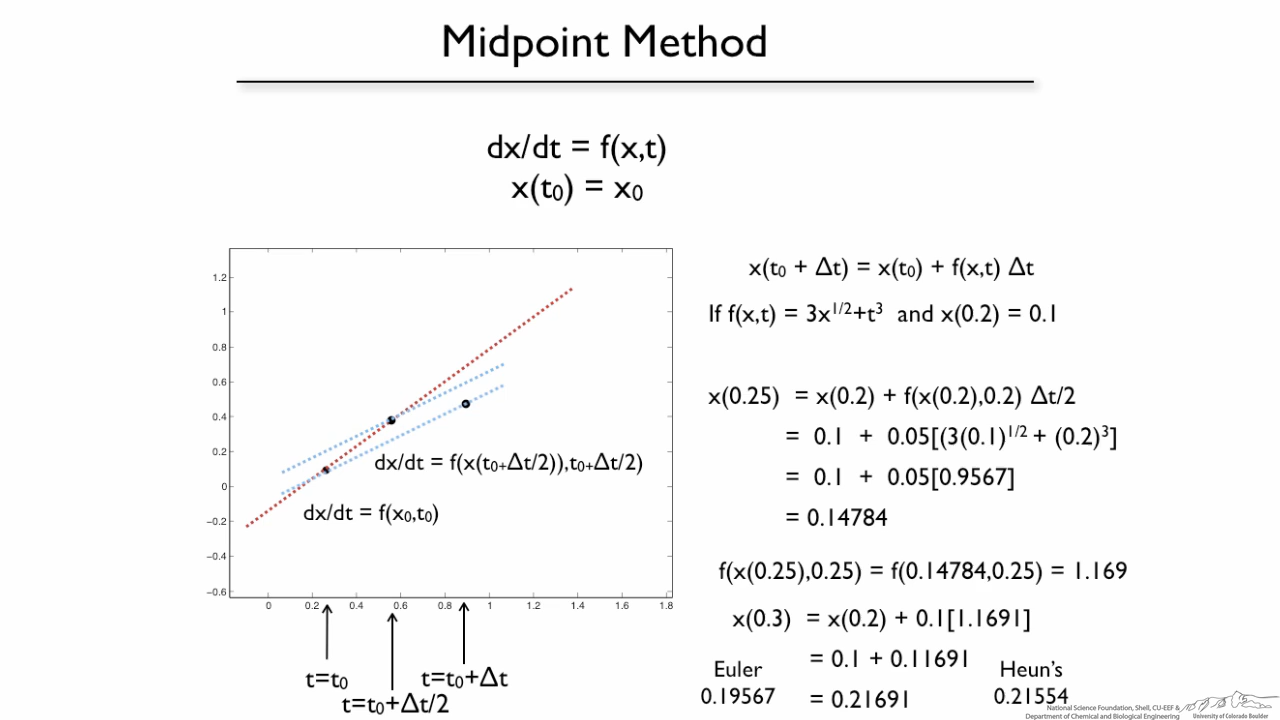 Midpoint Method
dx/dt = f(x,t)
x(t₀) = x₀
1.2
1
0.8
0.6
0.4
0.2
0
−0.2
−0.4
−0.6
0 0.2 0.4 0.6 0.8 1 1.2 1.4 1.6 1.8
dx/dt = f(x(t₀₊Δt/2)),t₀₊Δt/2)
dx/dt = f(x₀,t₀)
t=t₀
t=t₀+Δt/2
t=t₀+Δt
x(t₀ + Δt) = x(t₀) + f(x,t) Δt
If f(x,t) = 3x¹ᐟ²+t³ and x(0.2) = 0.1
x(0.25) = x(0.2) + f(x(0.2),0.2) Δt/2
= 0.1 + 0.05[(3(0.1)¹ᐟ² + (0.2)³]
= 0.1 + 0.05[0.9567]
= 0.14784
f(x(0.25),0.25) = f(0.14784,0.25) = 1.169
x(0.3) = x(0.2) + 0.1[1.1691]
= 0.1 + 0.11691
= 0.21691
Euler
0.19567
Heun's
0.21554
National Science Foundation, Shell, CU-EEF &
Department of Chemical and Biological Engineering
University of Colorado Boulder